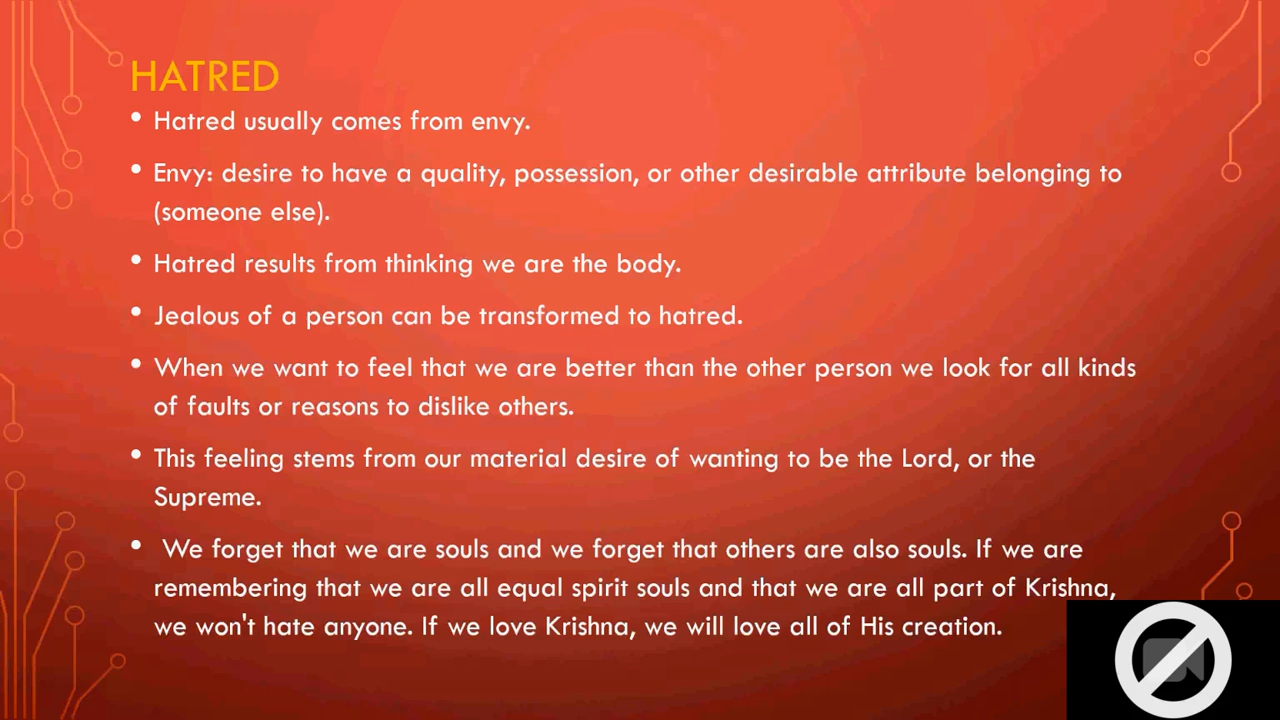 HATRED
• Hatred usually comes from envy.
• Envy: desire to have a quality, possession, or other desirable attribute belonging to
(someone else).
• Hatred results from thinking we are the body.
• Jealous of a person can be transformed to hatred.
• When we want to feel that we are better than the other person we look for all kinds
of faults or reasons to dislike others.
• This feeling stems from our material desire of wanting to be the Lord, or the
Supreme.
• We forget that we are souls and we forget that others are also souls. If we are
remembering that we are all equal spirit souls and that we are all part of Krishna,
we won't hate anyone. If we love Krishna, we will love all of His creation.